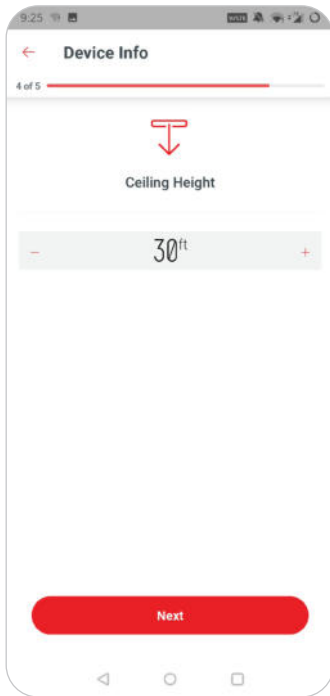 9:25
Device Info
4 of 5
Ceiling Height
- 30ft +
Next